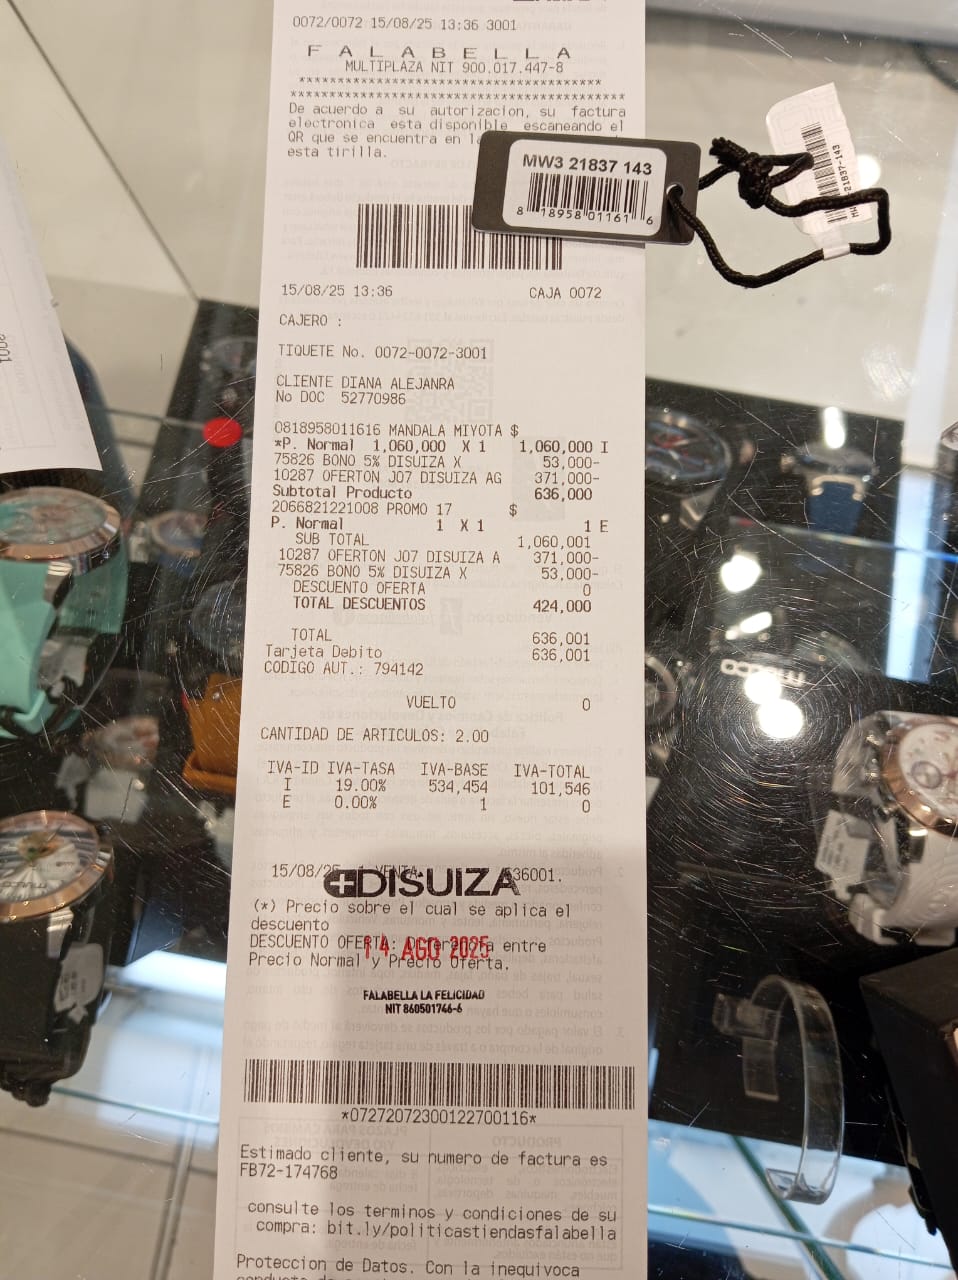 0072/0072 15/08/25 13:36 3001
F A L A B E L L A
MULTIPLAZA NIT 900.017.447-8
****************************************
********************************************
De acuerdo a su autorizacion, su factura
electronica esta disponible escaneando el
QR que se encuentra en la
esta tirilla.
MW3 21837 143
8 18958 01161 6
21837-143
15/08/25 13:36 CAJA 0072
CAJERO :
TIQUETE No. 0072-0072-3001
CLIENTE DIANA ALEJANRA
No DOC 52770986
0818958011616 MANDALA MIYOTA $
*P. Normal 1,060,000 X 1 1,060,000 I
75826 BONO 5% DISUIZA X 53,000-
10287 OFERTON J07 DISUIZA AG 371,000-
Subtotal Producto 636,000
2066821221008 PROMO 17 $
P. Normal 1 X 1 1 E
SUB TOTAL 1,060,001
10287 OFERTON J07 DISUIZA A 371,000-
75826 BONO 5% DISUIZA X 53,000-
DESCUENTO OFERTA 0
TOTAL DESCUENTOS 424,000
TOTAL 636,001
Tarjeta Debito 636,001
CODIGO AUT.: 794142
VUELTO 0
CANTIDAD DE ARTICULOS: 2.00
IVA-ID IVA-TASA IVA-BASE IVA-TOTAL
I 19.00% 534,454 101,546
E 0.00% 1 0
15/08/25 VENTA 636001.
DISUIZA
(*) Precio sobre el cual se aplica el
descuento
DESCUENTO OFERTA: Diferencia entre
14 AGO 2025
Precio Normal y Precio Oferta.
FALABELLA LA FELICIDAD
NIT 860501746-6
*07272072300122700116*
Estimado cliente, su numero de factura es
FB72-174768
consulte los terminos y condiciones de su
compra: bit.ly/politicastiendasfalabella
Proteccion de Datos. Con la inequivoca